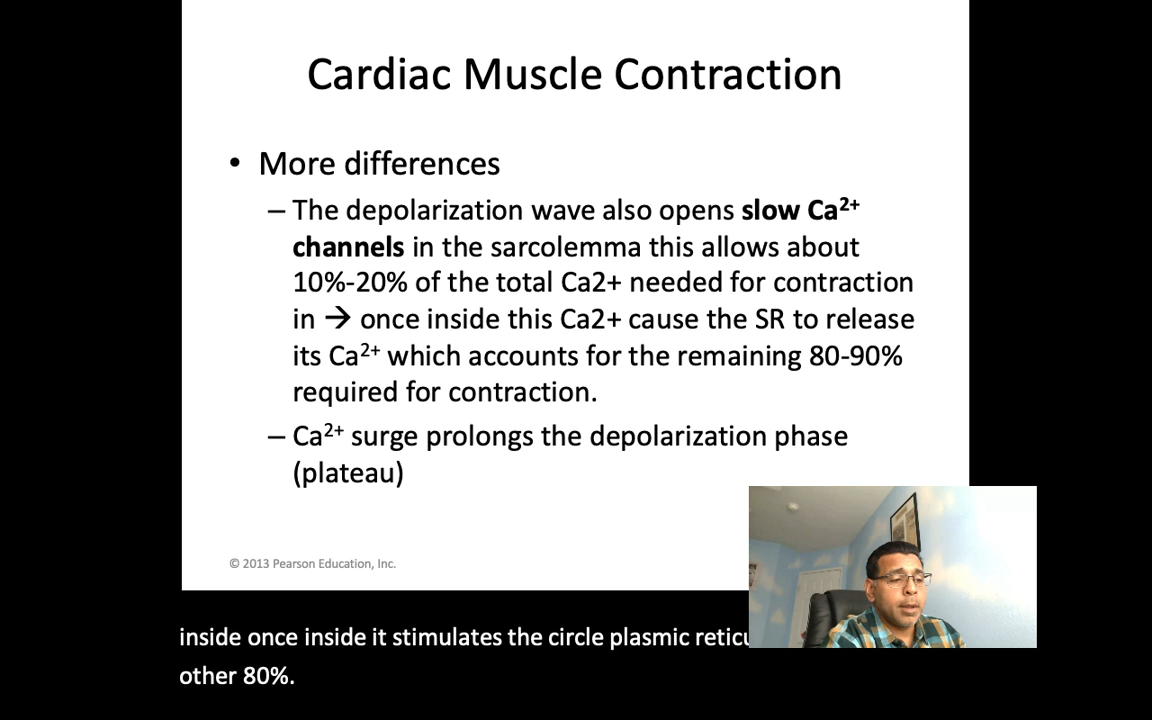 Cardiac Muscle Contraction
• More differences
– The depolarization wave also opens slow Ca²⁺
channels in the sarcolemma this allows about
10%-20% of the total Ca2+ needed for contraction
in → once inside this Ca2+ cause the SR to release
its Ca²⁺ which accounts for the remaining 80-90%
required for contraction.
– Ca²⁺ surge prolongs the depolarization phase
(plateau)
© 2013 Pearson Education, Inc.
inside once inside it stimulates the circle plasmic
other 80%.